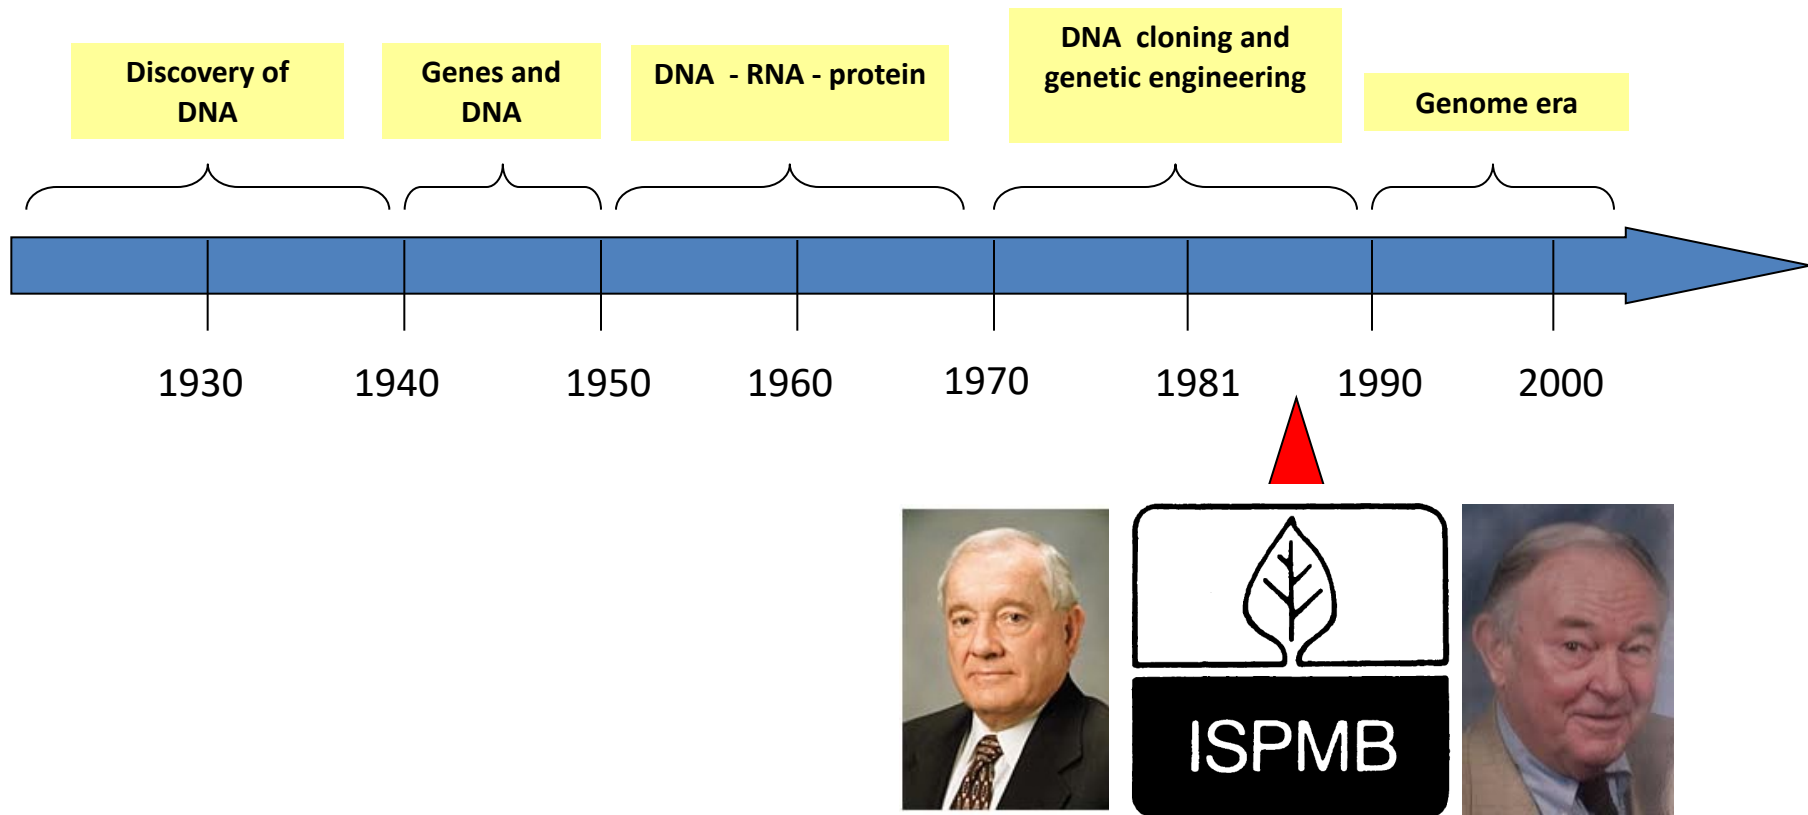 Discovery of
DNA
Genes and
DNA
DNA - RNA - protein
DNA cloning and
genetic engineering
Genome era
1930
1940
1950
1960
1970
1981
1990
2000
ISPMB